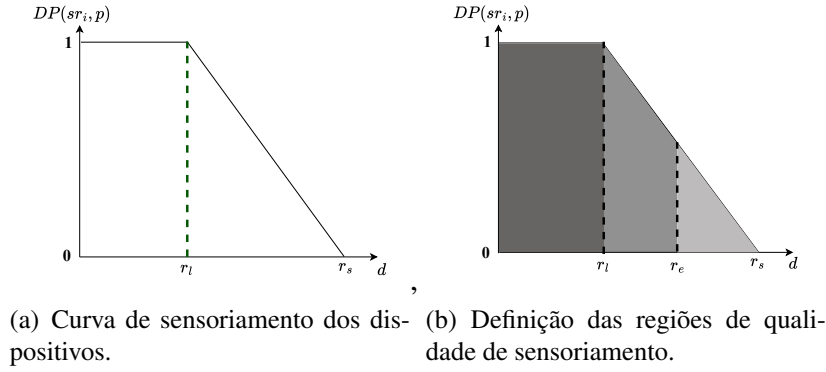 DP(sr_i, p)
1
0
r_l
r_s
d
,
(a) Curva de sensoriamento dos dis-
positivos.
DP(sr_i, p)
1
0
r_l
r_e
r_s
d
(b) Definição das regiões de quali-
dade de sensoriamento.